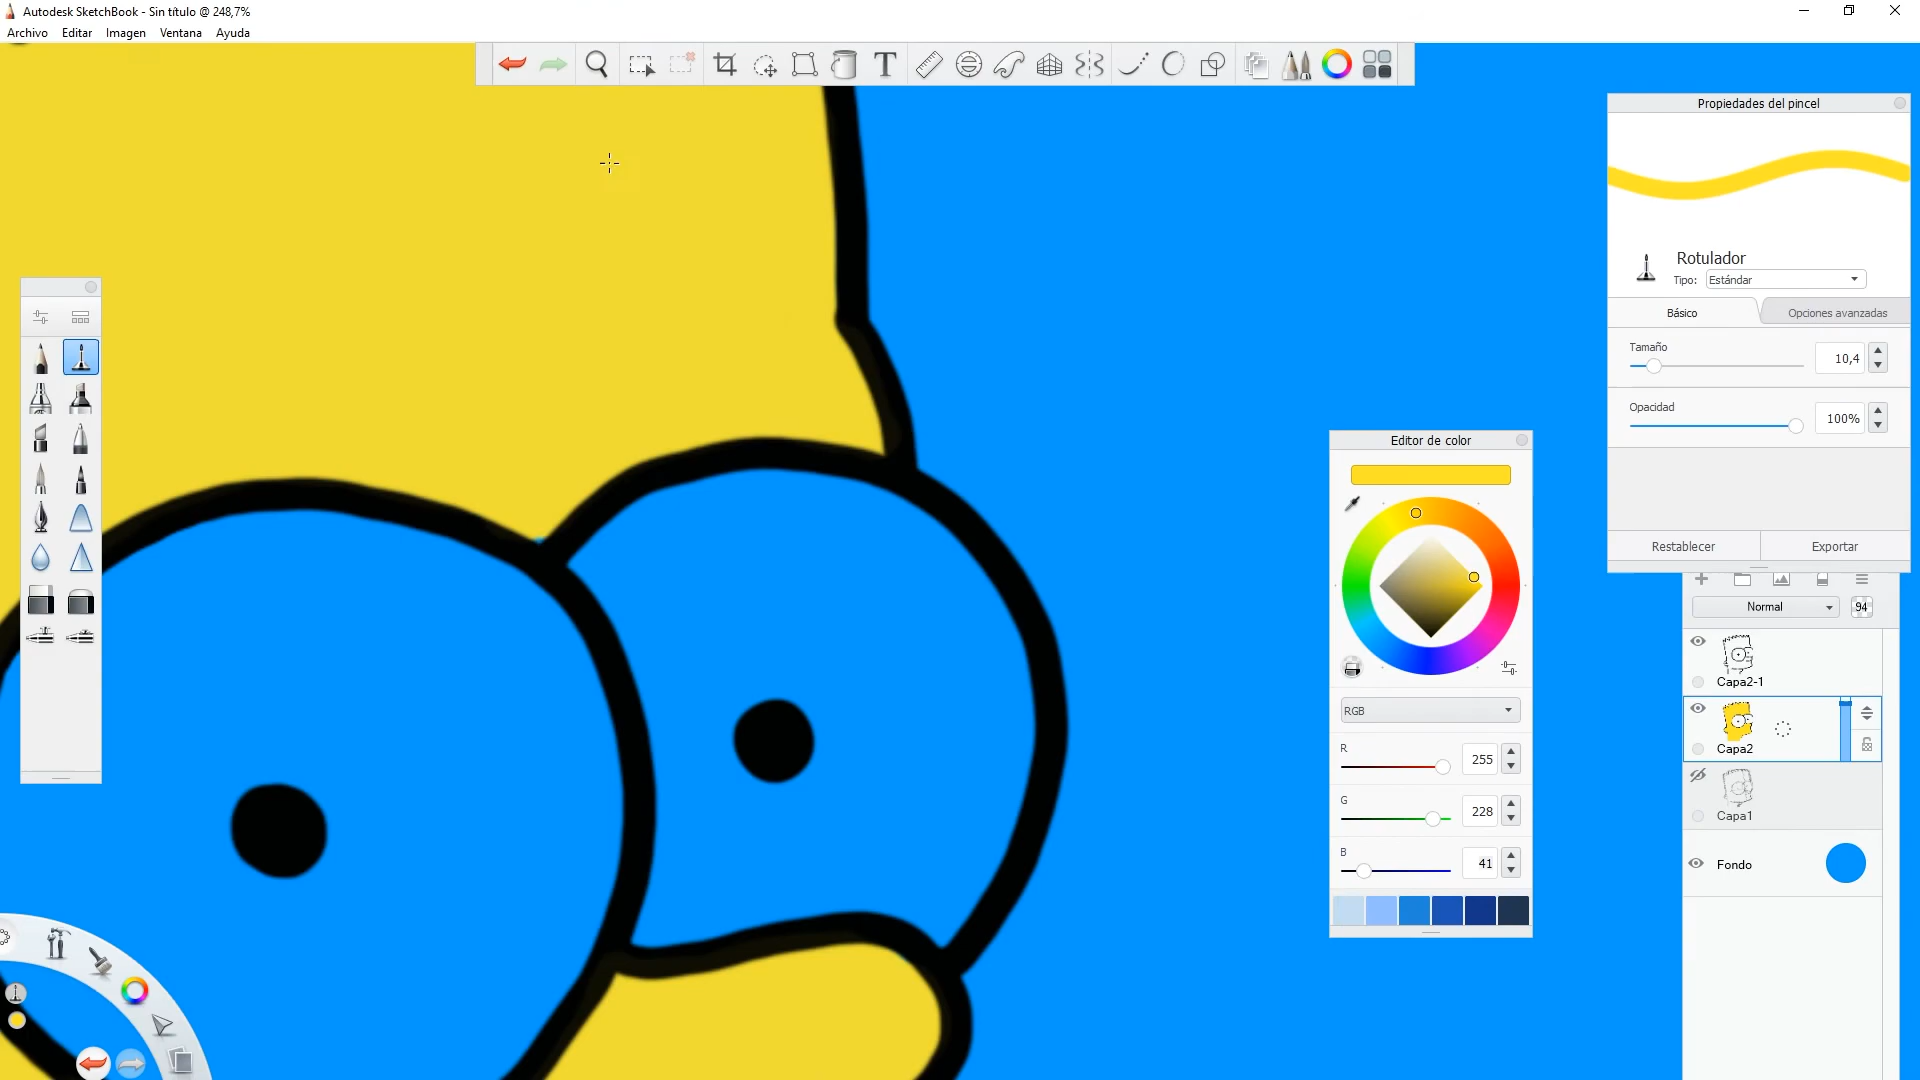 Autodesk SketchBook - Sin título @ 248,7%
Archivo Editar Imagen Ventana Ayuda
T
Propiedades del pincel
Rotulador
Tipo: Estándar
Básico Opciones avanzadas
Tamaño
10,4
Opacidad
100%
Restablecer Exportar
Editor de color
RGB
R
255
G
228
B
41
Normal 94
Capa2-1
Capa2
Capa1
Fondo